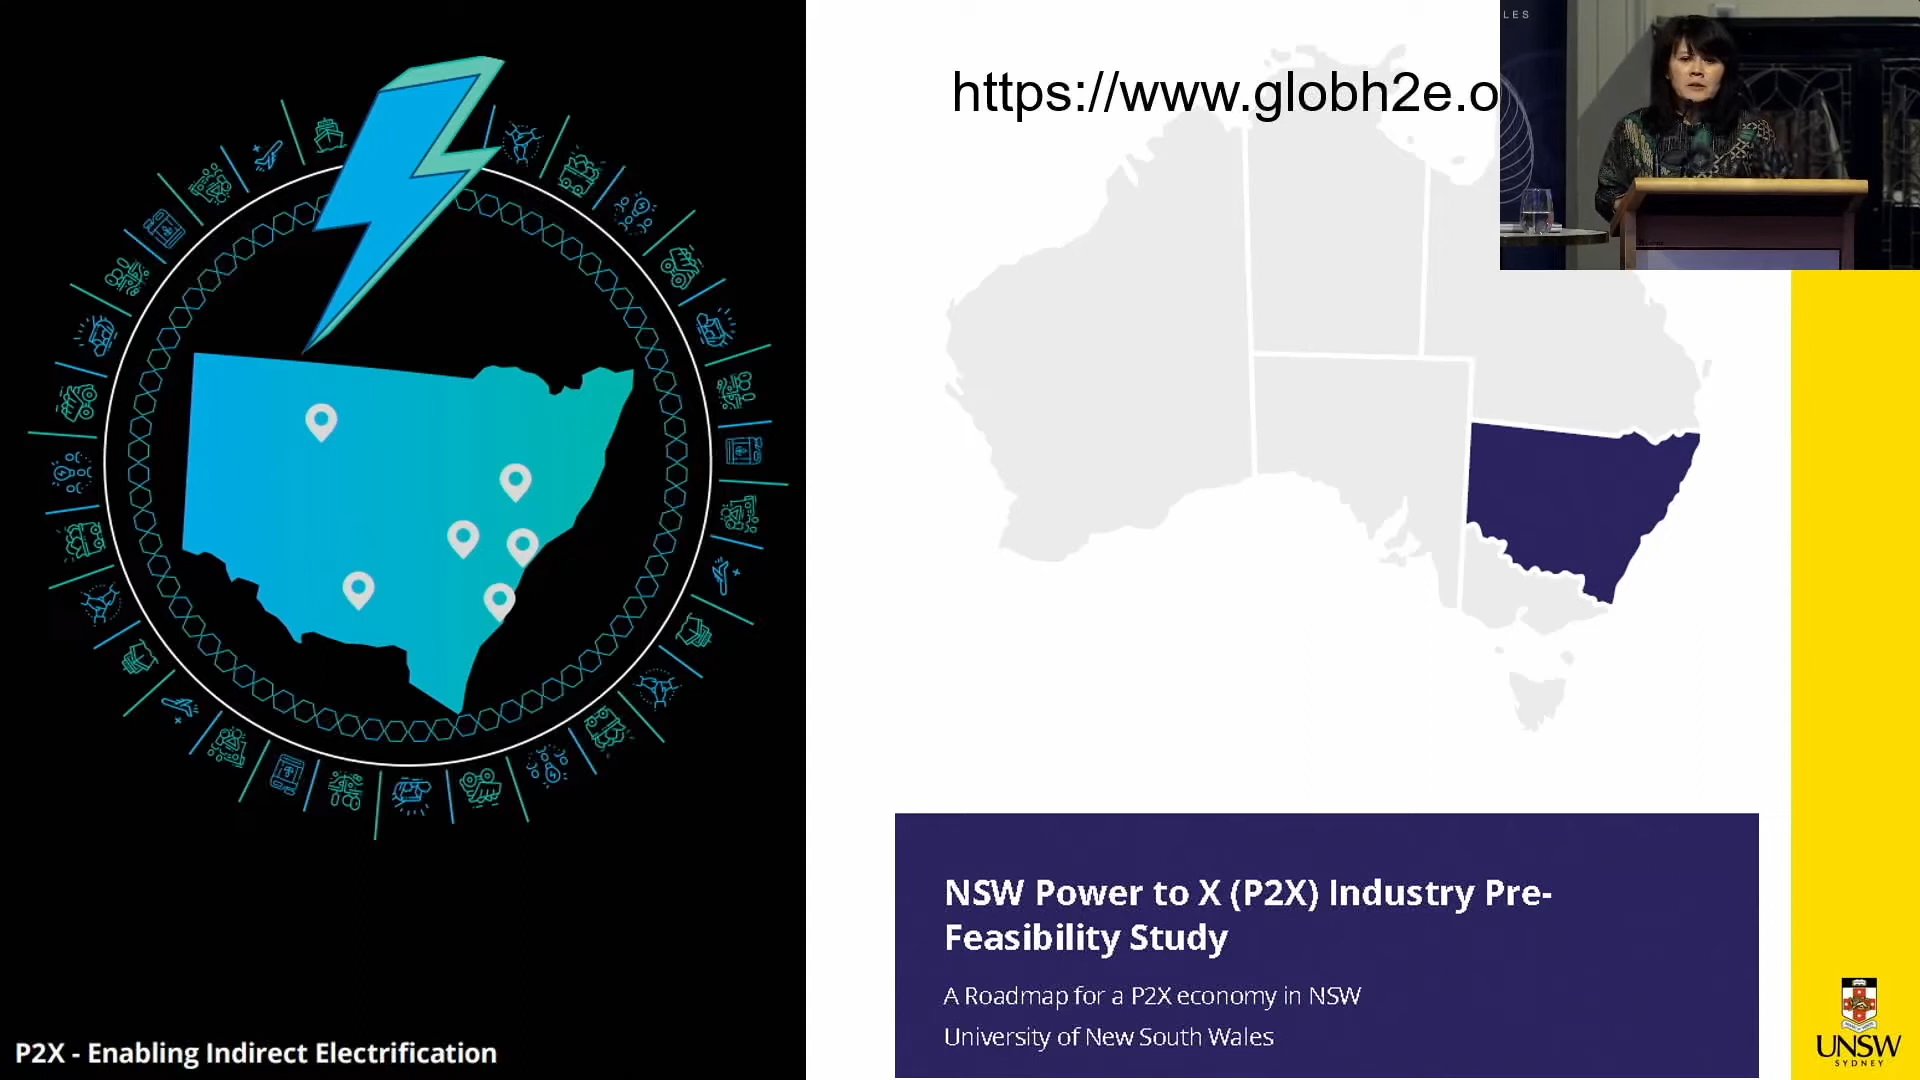 LES
https://www.globh2e.o
NSW Power to X (P2X) Industry Pre-
Feasibility Study
A Roadmap for a P2X economy in NSW
University of New South Wales
P2X - Enabling Indirect Electrification
UNSW
SYDNEY